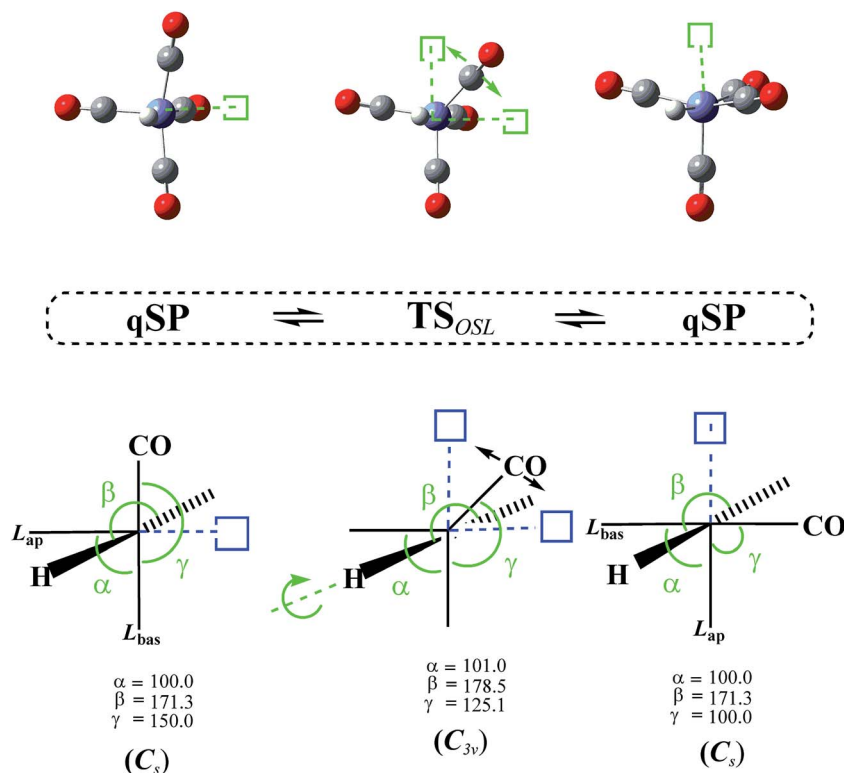 qSP ⇌ TS_OSL ⇌ qSP
CO
β
L_ap
H
α
γ
L_bas
α = 100.0
β = 171.3
γ = 150.0
(C_s)
CO
β
H
α
γ
α = 101.0
β = 178.5
γ = 125.1
(C_3v)
β
L_bas
CO
H
α
γ
L_ap
α = 100.0
β = 171.3
γ = 100.0
(C_s)